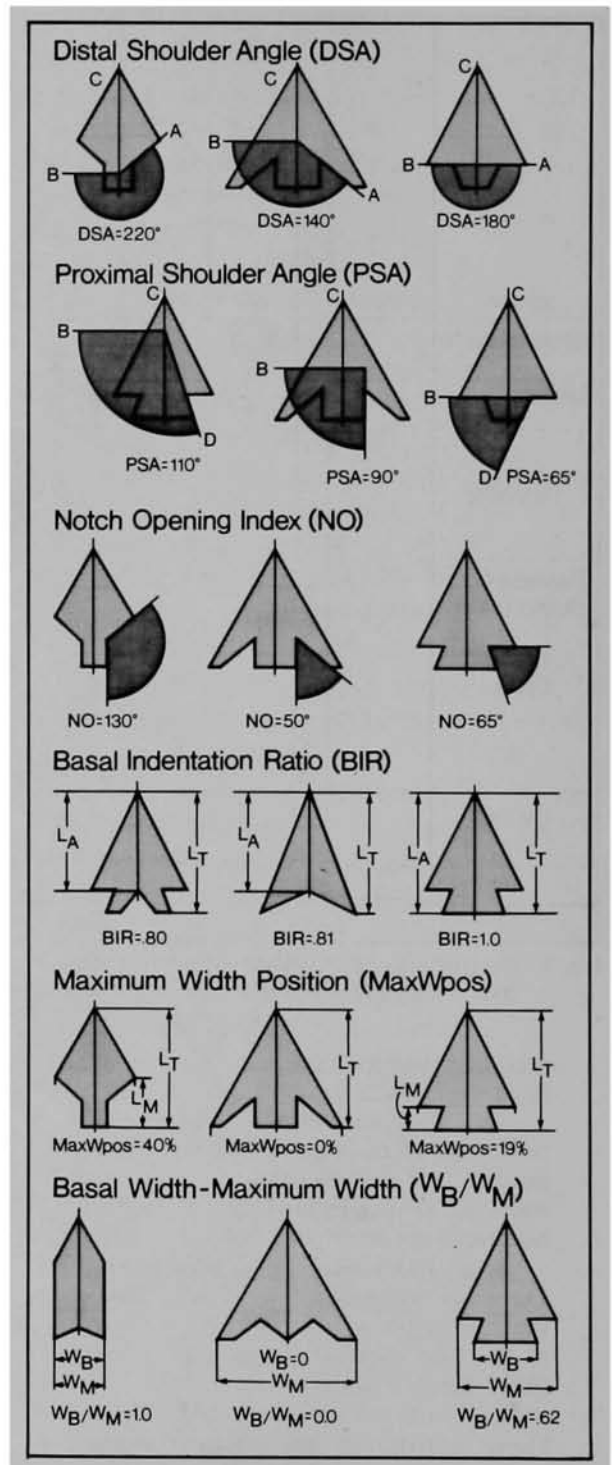 Distal Shoulder Angle (DSA)
C C C
A
B B B A
A
DSA=220° DSA=140° DSA=180°
Proximal Shoulder Angle (PSA)
C C C
B
B B
D
PSA=110° PSA=90° D PSA=65°
Notch Opening Index (NO)
NO=130° NO=50° NO=65°
Basal Indentation Ratio (BIR)
LA LT LA LT LA LT
BIR=.80 BIR=.81 BIR=1.0
Maximum Width Position (MaxWpos)
LT LT LT
LM LM
MaxWpos=40% MaxWpos=0% MaxWpos=19%
Basal Width-Maximum Width (WB/WM)
WB WB=0 WB
WM WM WM
WB/WM=1.0 WB/WM=0.0 WB/WM=.62